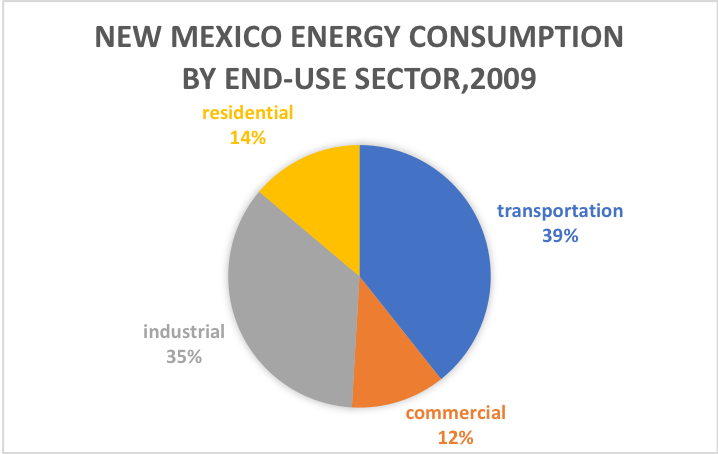 NEW MEXICO ENERGY CONSUMPTION
BY END-USE SECTOR,2009
residential
14%
transportation
39%
industrial
35%
commercial
12%